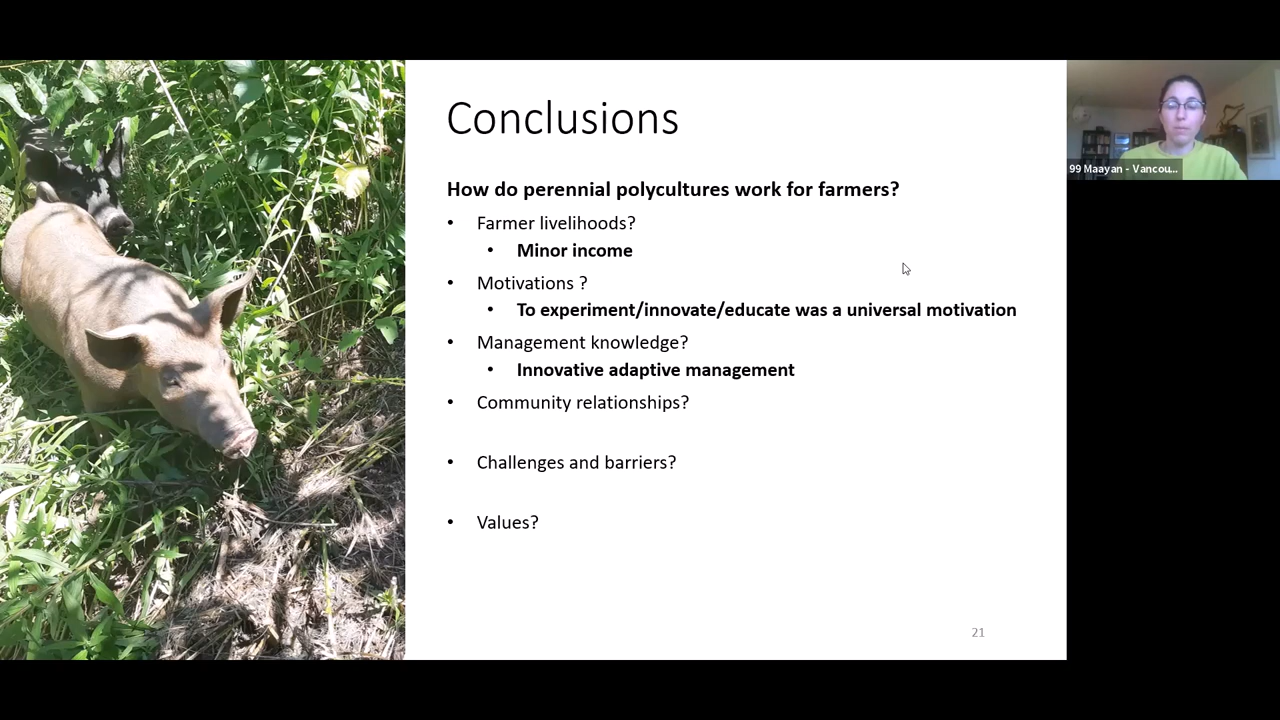 Conclusions
How do perennial polycultures work for farmers?
• Farmer livelihoods?
• Minor income
• Motivations ?
• To experiment/innovate/educate was a universal motivation
• Management knowledge?
• Innovative adaptive management
• Community relationships?
• Challenges and barriers?
• Values?
21
99 Maayan - Vancou...